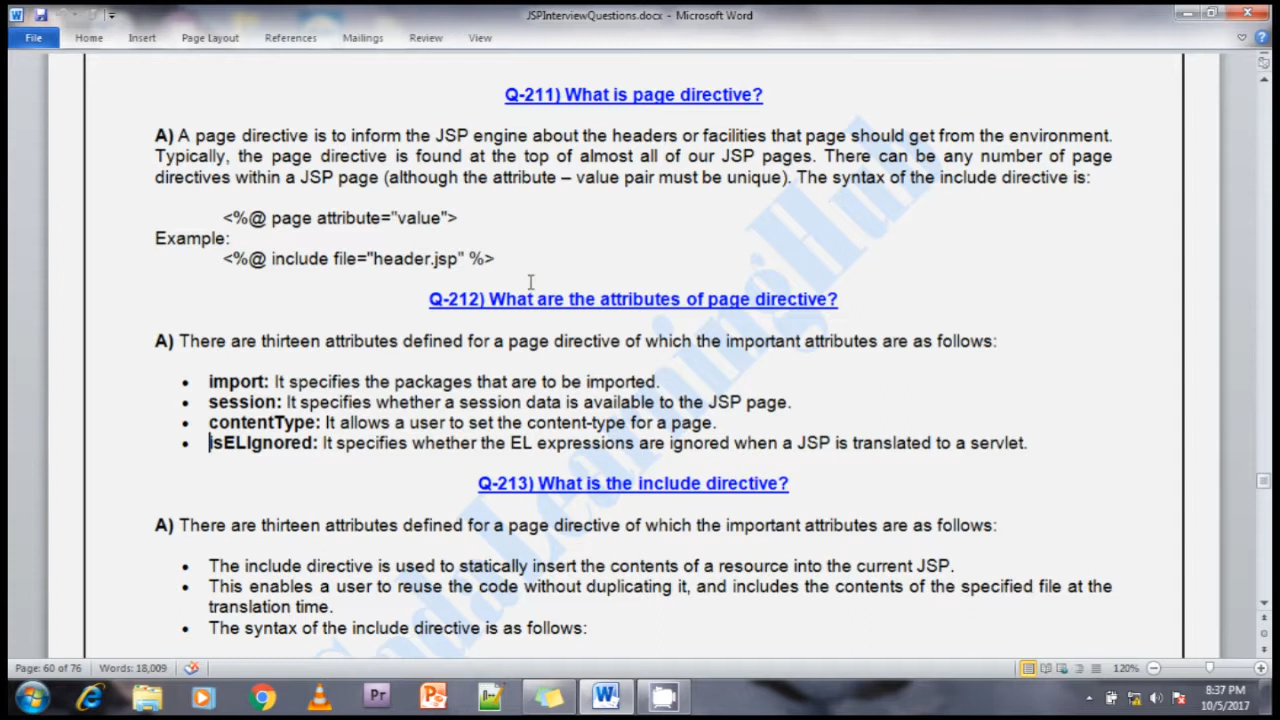 JSPInterviewQuestions.docx - Microsoft Word
File Home Insert Page Layout References Mailings Review View
Q-211) What is page directive?
A) A page directive is to inform the JSP engine about the headers or facilities that page should get from the environment.
Typically, the page directive is found at the top of almost all of our JSP pages. There can be any number of page
directives within a JSP page (although the attribute – value pair must be unique). The syntax of the include directive is:
<%@ page attribute="value">
Example:
<%@ include file="header.jsp" %>
Q-212) What are the attributes of page directive?
A) There are thirteen attributes defined for a page directive of which the important attributes are as follows:
• import: It specifies the packages that are to be imported.
• session: It specifies whether a session data is available to the JSP page.
• contentType: It allows a user to set the content-type for a page.
• isELIgnored: It specifies whether the EL expressions are ignored when a JSP is translated to a servlet.
Q-213) What is the include directive?
A) There are thirteen attributes defined for a page directive of which the important attributes are as follows:
• The include directive is used to statically insert the contents of a resource into the current JSP.
• This enables a user to reuse the code without duplicating it, and includes the contents of the specified file at the
translation time.
• The syntax of the include directive is as follows:
Page: 60 of 76 Words: 18,009 120%
Pr
8:37 PM
10/5/2017